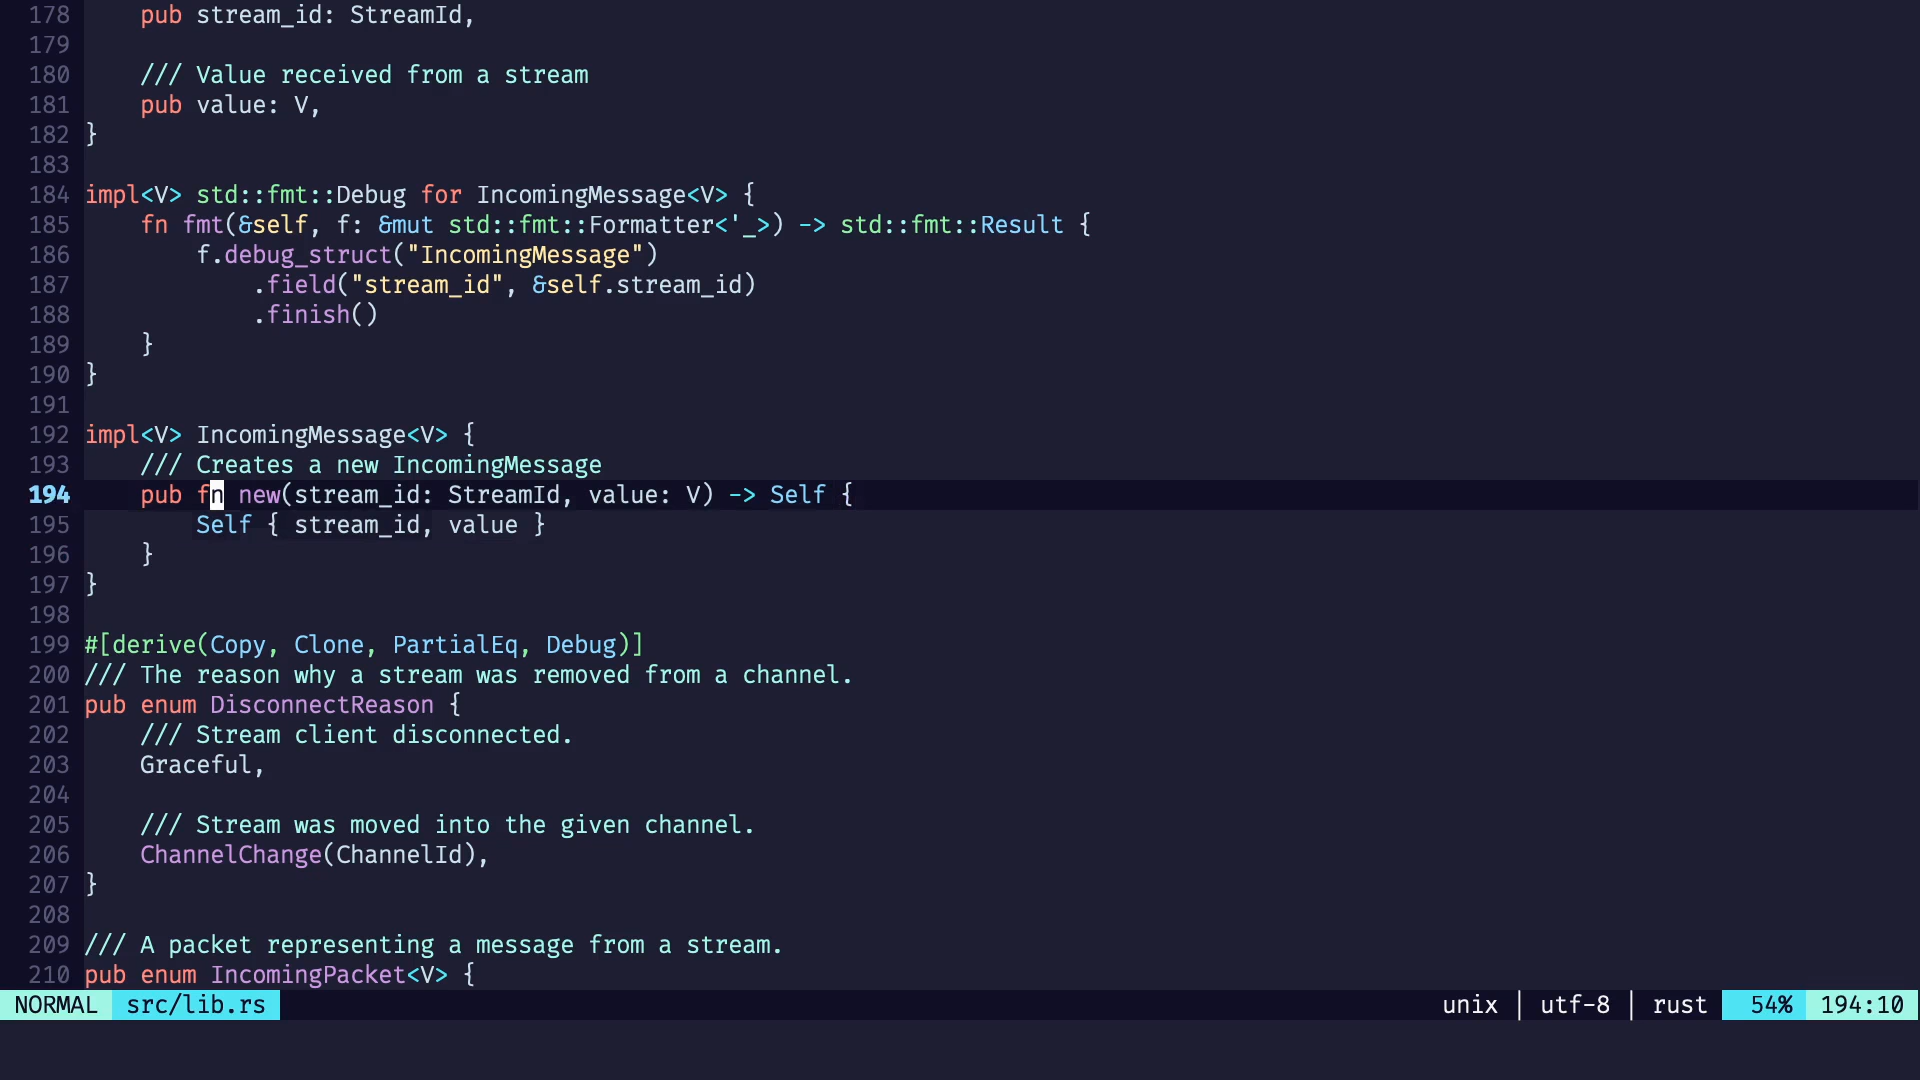 178     pub stream_id: StreamId,
179
180     /// Value received from a stream
181     pub value: V,
182 }
183
184 impl<V> std::fmt::Debug for IncomingMessage<V> {
185     fn fmt(&self, f: &mut std::fmt::Formatter<'_>) -> std::fmt::Result {
186         f.debug_struct("IncomingMessage")
187             .field("stream_id", &self.stream_id)
188             .finish()
189     }
190 }
191
192 impl<V> IncomingMessage<V> {
193     /// Creates a new IncomingMessage
194     pub fn new(stream_id: StreamId, value: V) -> Self {
195         Self { stream_id, value }
196     }
197 }
198
199 #[derive(Copy, Clone, PartialEq, Debug)]
200 /// The reason why a stream was removed from a channel.
201 pub enum DisconnectReason {
202     /// Stream client disconnected.
203     Graceful,
204
205     /// Stream was moved into the given channel.
206     ChannelChange(ChannelId),
207 }
208
209 /// A packet representing a message from a stream.
210 pub enum IncomingPacket<V> {
NORMAL src/lib.rs unix | utf-8 | rust 54% 194:10